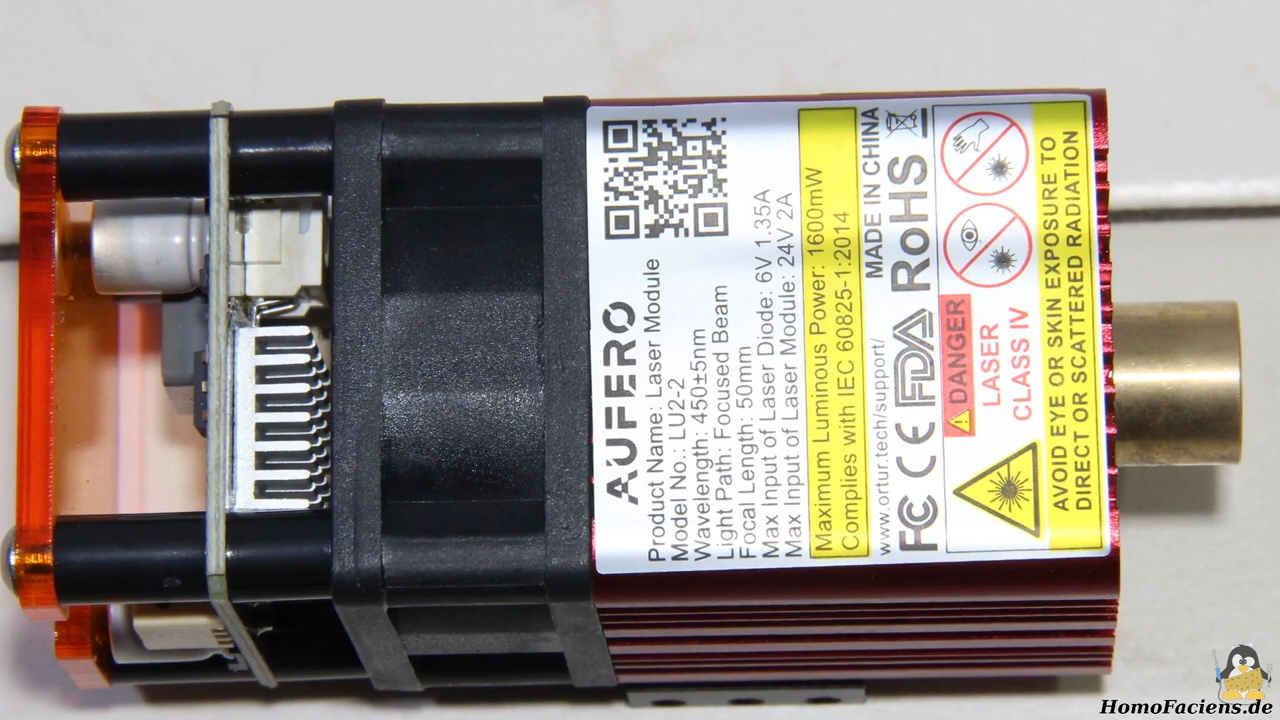 AUFERO
Product Name: Laser Module
Model No.: LU2-2
Wavelength: 450±5nm
Light Path: Focused Beam
Focal Length: 50mm
Max Input of Laser Diode: 6V 1.35A
Max Input of Laser Module: 24V 2A
Maximum Luminous Power: 1600mW
Complies with IEC 60825-1:2014
www.ortur.tech/support/
MADE IN CHINA
FC CE FDA RoHS
DANGER
LASER
CLASS IV
AVOID EYE OR SKIN EXPOSURE TO
DIRECT OR SCATTERED RADIATION
HomoFaciens.de